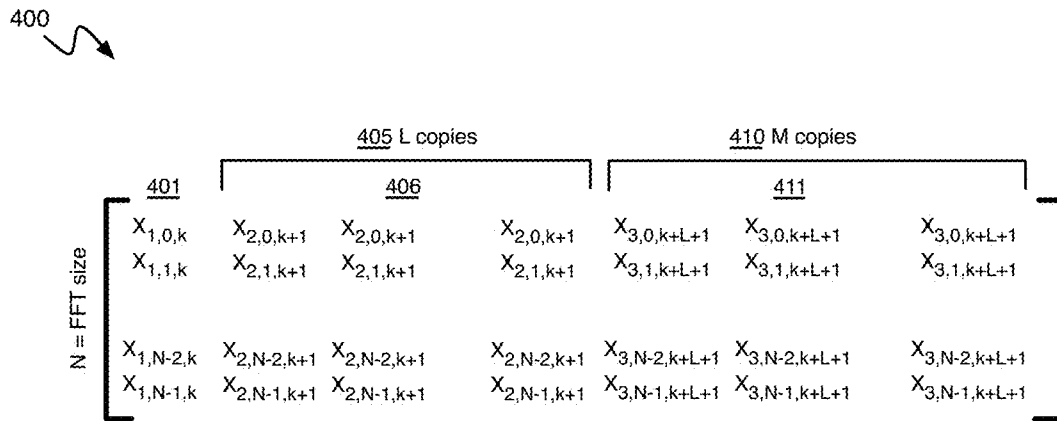 400
405 L copies 410 M copies
401 406 411
X1,0,k X2,0,k+1 X2,0,k+1 X2,0,k+1 X3,0,k+L+1 X3,0,k+L+1 X3,0,k+L+1
X1,1,k X2,1,k+1 X2,1,k+1 X2,1,k+1 X3,1,k+L+1 X3,1,k+L+1 X3,1,k+L+1
X1,N-2,k X2,N-2,k+1 X2,N-2,k+1 X2,N-2,k+1 X3,N-2,k+L+1 X3,N-2,k+L+1 X3,N-2,k+L+1
X1,N-1,k X2,N-1,k+1 X2,N-1,k+1 X2,N-1,k+1 X3,N-1,k+L+1 X3,N-1,k+L+1 X3,N-1,k+L+1
N = FFT size